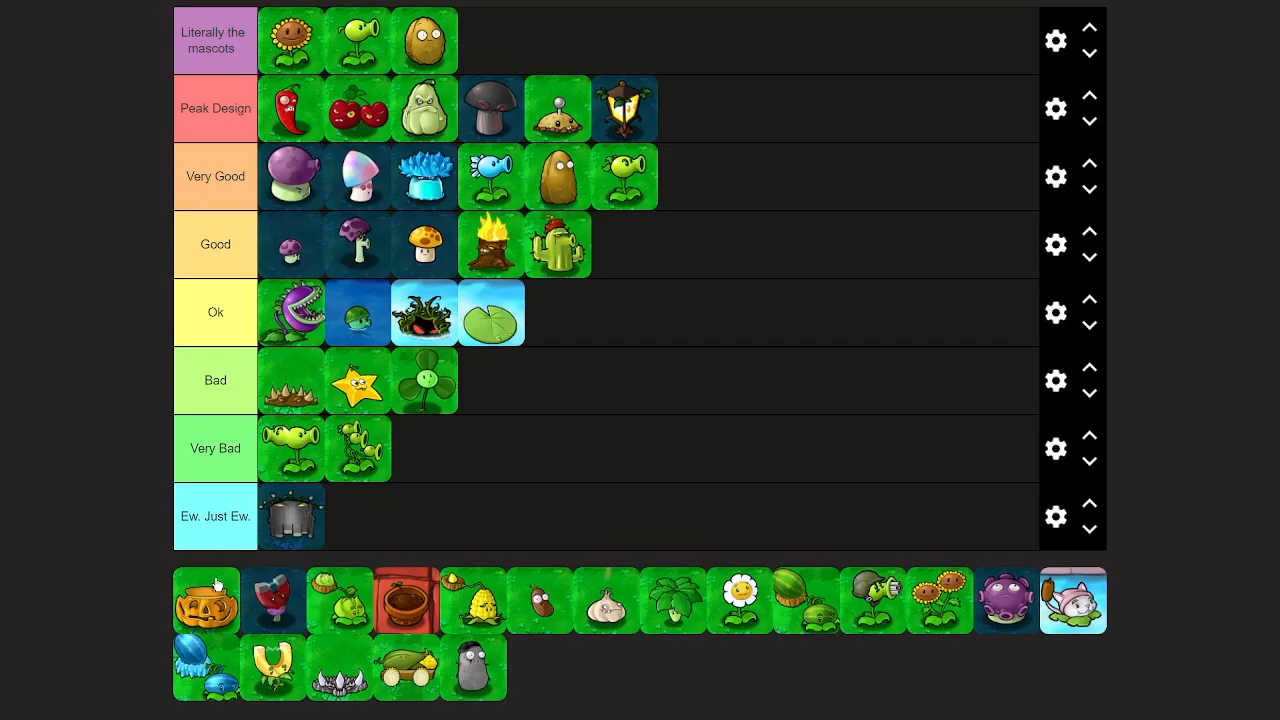 Literally the
mascots
Peak Design
Very Good
Good
Ok
Bad
Very Bad
Ew. Just Ew.